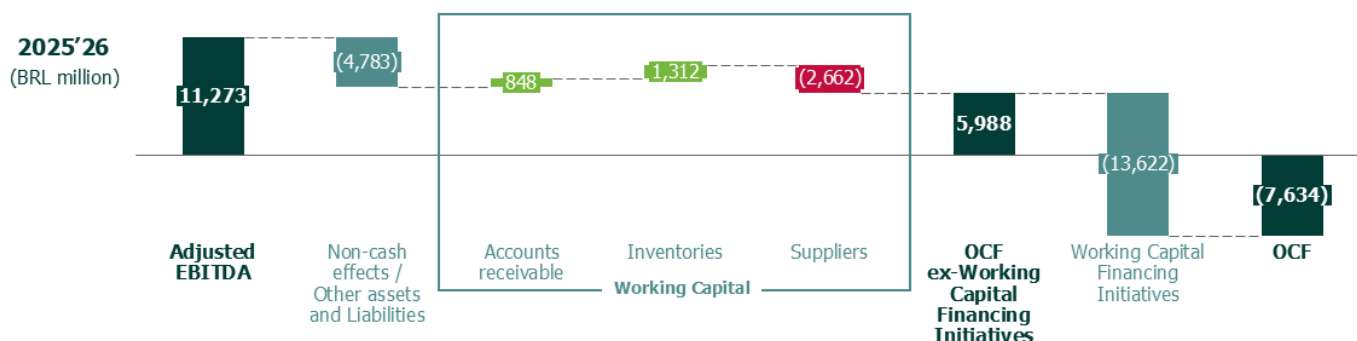 2025’26
(BRL million)
11,273
(4,783)
848
1,312
(2,662)
5,988
(13,622)
(7,634)
Adjusted
EBITDA
Non-cash
effects /
Other assets
and Liabilities
Accounts
receivable
Inventories
Suppliers
Working Capital
OCF
ex-Working
Capital
Financing
Initiatives
Working Capital
Financing
Initiatives
OCF